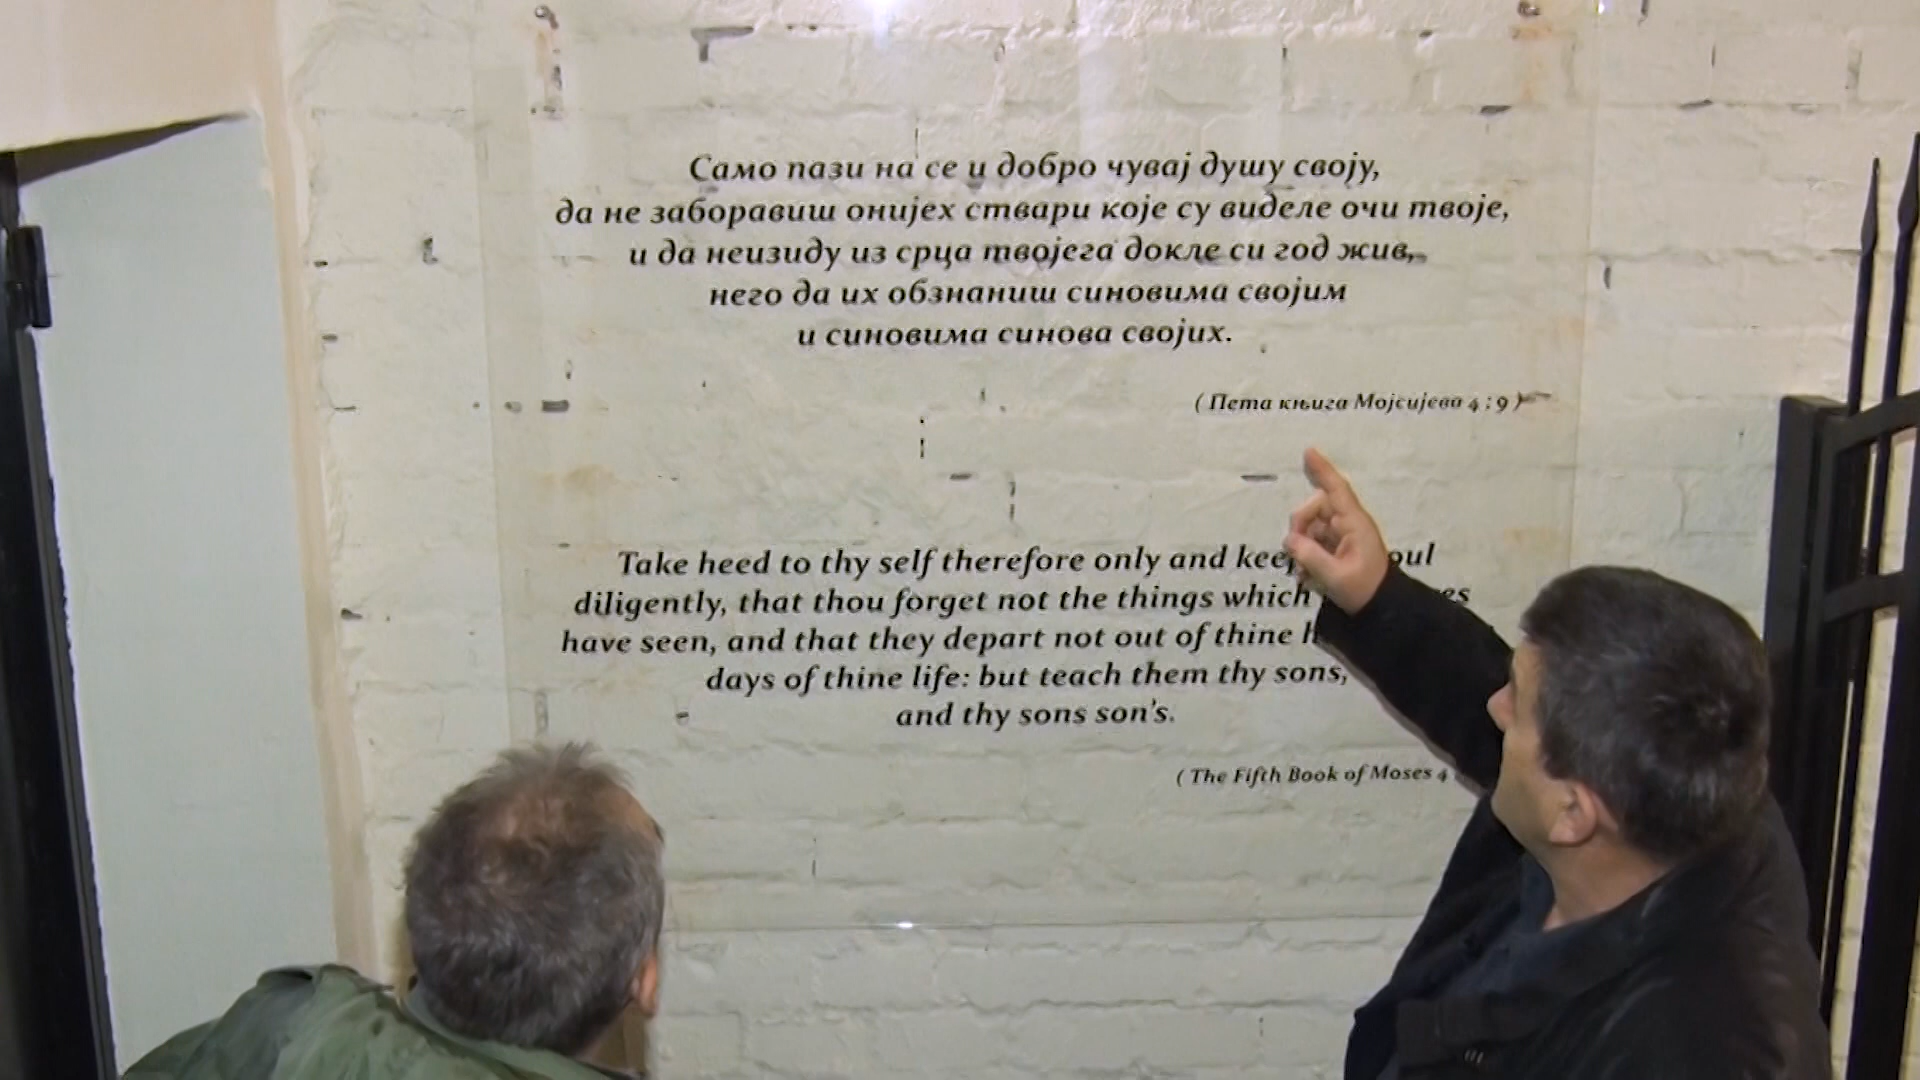 Само пази на се и добро чувај душу своју,
да не заборавиш онијех ствари које су виделе очи твоје,
и да неизиду из срца твојега докле си год жив,
него да их обзнаниш синовима својим
и синовима синова својих.
( Пета књига Мојсијева 4 : 9 )
Take heed to thy self therefore only and keep
diligently, that thou forget not the things which
have seen, and that they depart not out of thine
days of thine life: but teach them thy sons,
and thy sons son's.
( The Fifth Book of Moses 4